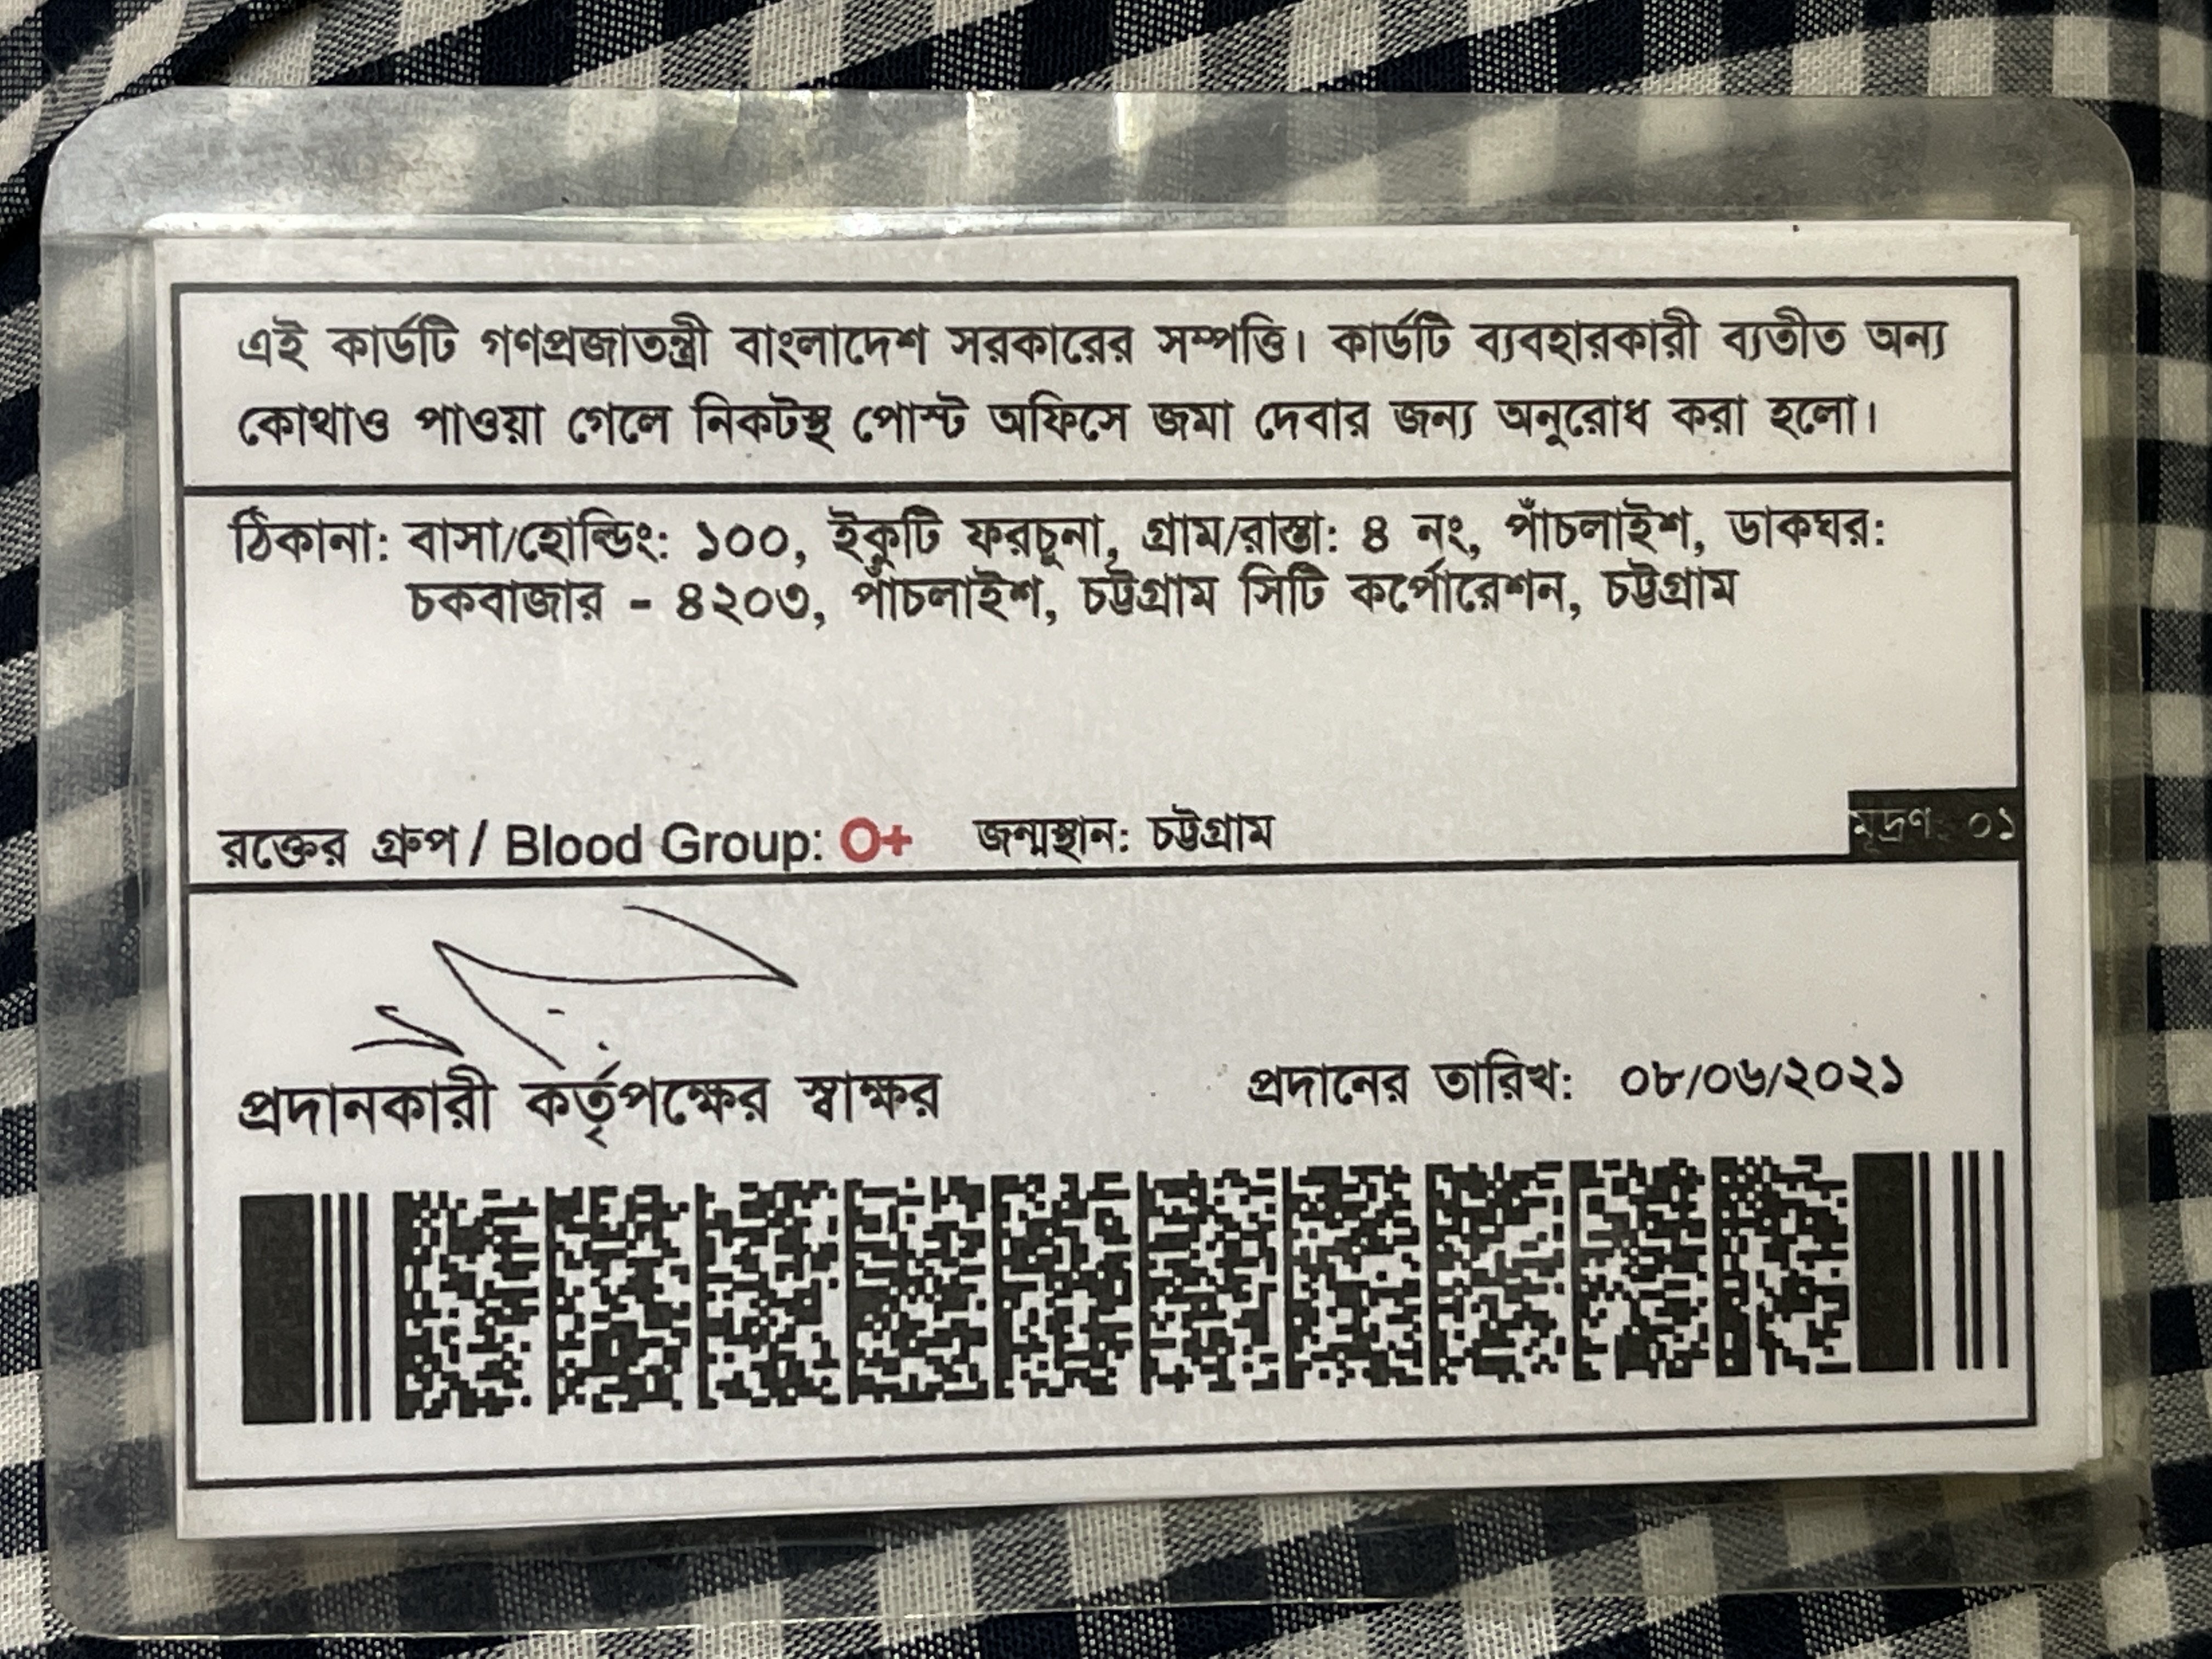 এই কার্ডটি গণপ্রজাতন্ত্রী বাংলাদেশ সরকারের সম্পত্তি। কার্ডটি ব্যবহারকারী ব্যতীত অন্য
কোথাও পাওয়া গেলে নিকটস্থ পোস্ট অফিসে জমা দেবার জন্য অনুরোধ করা হলো।
ঠিকানা: বাসা/হোল্ডিং: ১০০, ইকুইটি করচুলা, গ্রাম/রাস্তা: ৪ নং, পাঁচলাইশ, ডাকঘর:
চকবাজার - ৪২০৩, পাঁচলাইশ, চট্টগ্রাম সিটি কর্পোরেশন, চট্টগ্রাম
রক্তের গ্রুপ / Blood Group: O+ জন্মস্থান: চট্টগ্রাম
মুদ্রণ: ০১
প্রদানকারী কর্তৃপক্ষের স্বাক্ষর প্রদানের তারিখ: ০৮/০৬/২০২১